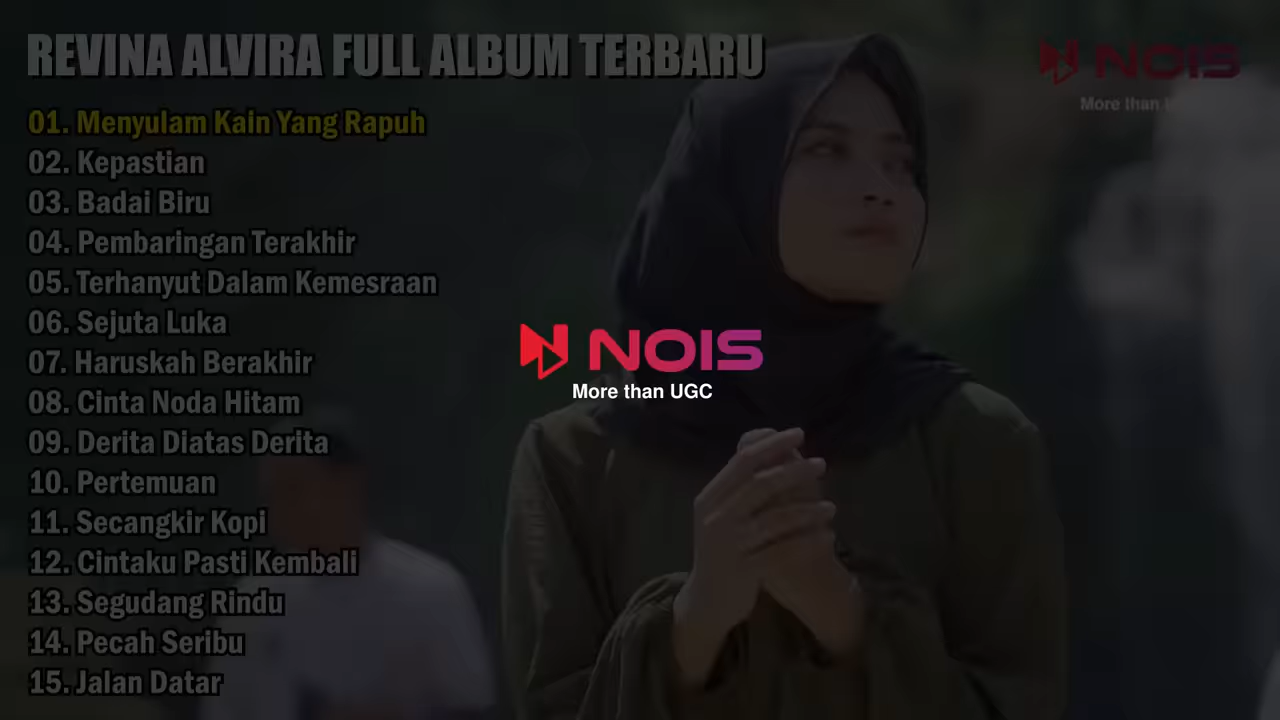 REVINA ALVIRA FULL ALBUM TERBARU
NOIS
More than
01. Menyulam Kain Yang Rapuh
02. Kepastian
03. Badai Biru
04. Pembaringan Terakhir
05. Terhanyut Dalam Kemesraan
06. Sejuta Luka
NOIS
More than UGC
07. Haruskah Berakhir
08. Cinta Noda Hitam
09. Derita Diatas Derita
10. Pertemuan
11. Secangkir Kopi
12. Cintaku Pasti Kembali
13. Segudang Rindu
14. Pecah Seribu
15. Jalan Datar